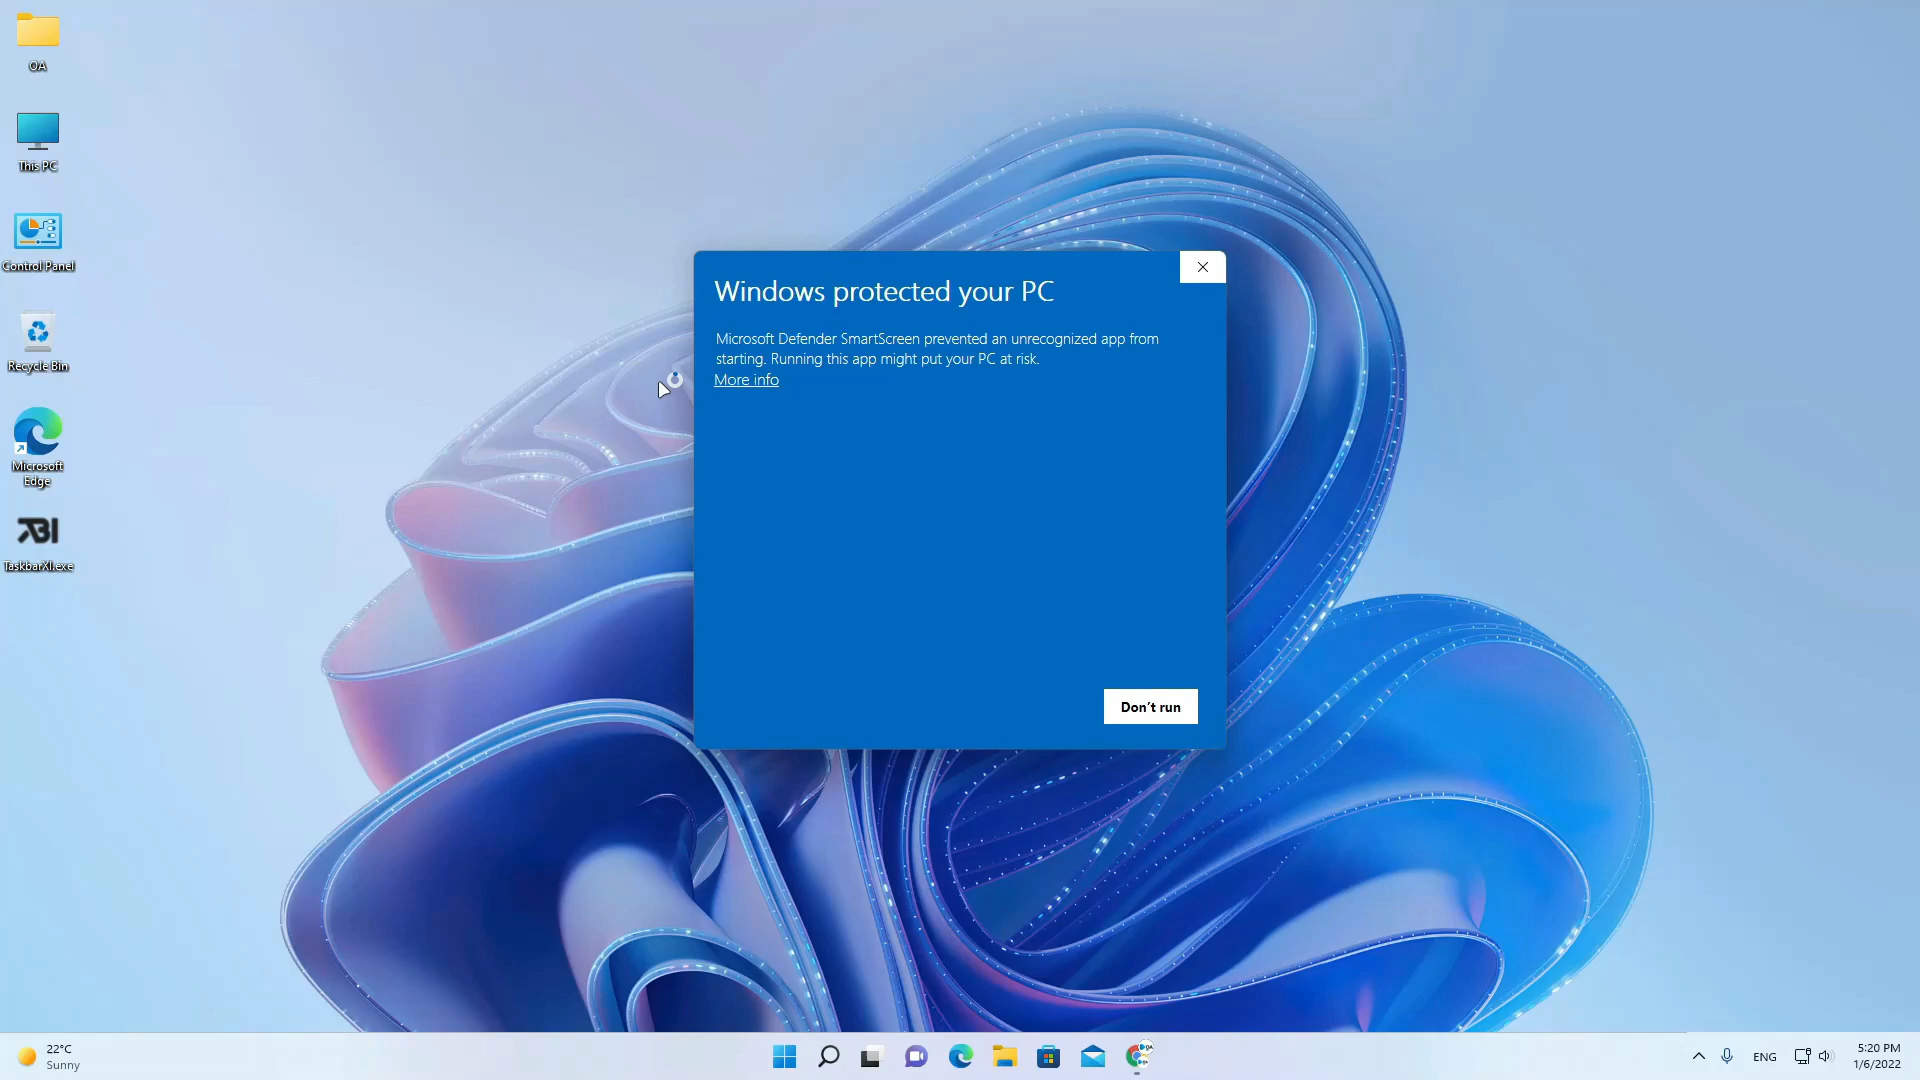 OA
This PC
Control Panel
Recycle Bin
Microsoft
Edge
TaskbarXI.exe
Windows protected your PC
Microsoft Defender SmartScreen prevented an unrecognized app from
starting. Running this app might put your PC at risk.
More info
Don't run
22°C
Sunny
ENG
5:20 PM
1/6/2022